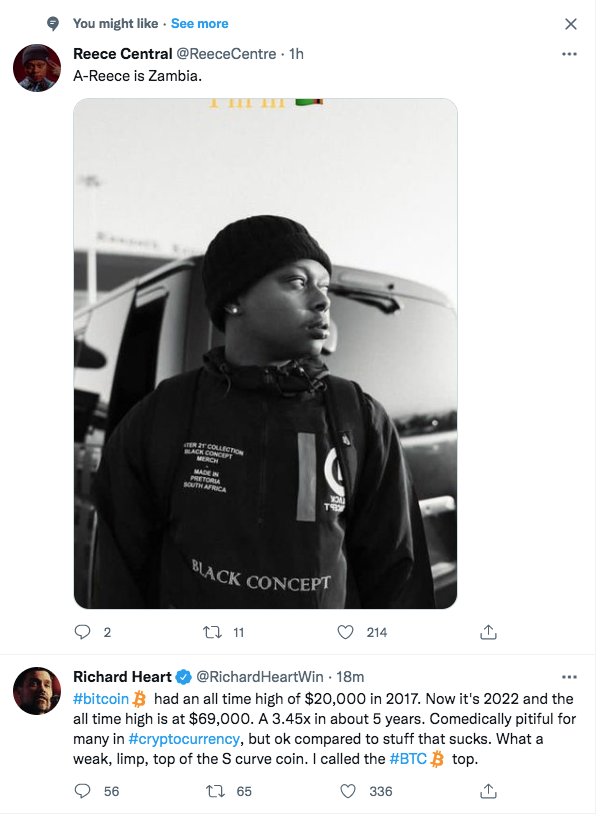 You might like · See more
Reece Central @ReeceCentre · 1h
A-Reece is Zambia.
I'm in
BLACK CONCEPT
MERCH
MADE IN
PRETORIA
SOUTH AFRICA
BLACK CONCEPT
2 11 214
Richard Heart @RichardHeartWin · 18m
#bitcoin had an all time high of $20,000 in 2017. Now it's 2022 and the
all time high is at $69,000. A 3.45x in about 5 years. Comedically pitiful for
many in #cryptocurrency, but ok compared to stuff that sucks. What a
weak, limp, top of the S curve coin. I called the #BTC top.
56 65 336